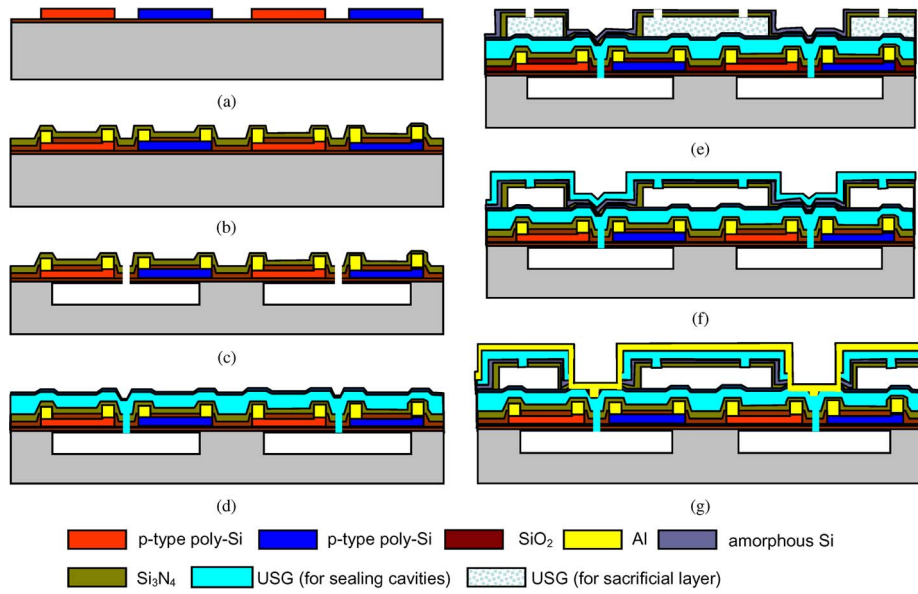 (a)
(b)
(c)
(d)
(e)
(f)
(g)
p-type poly-Si p-type poly-Si SiO2 Al amorphous Si
Si3N4 USG (for sealing cavities) USG (for sacrificial layer)